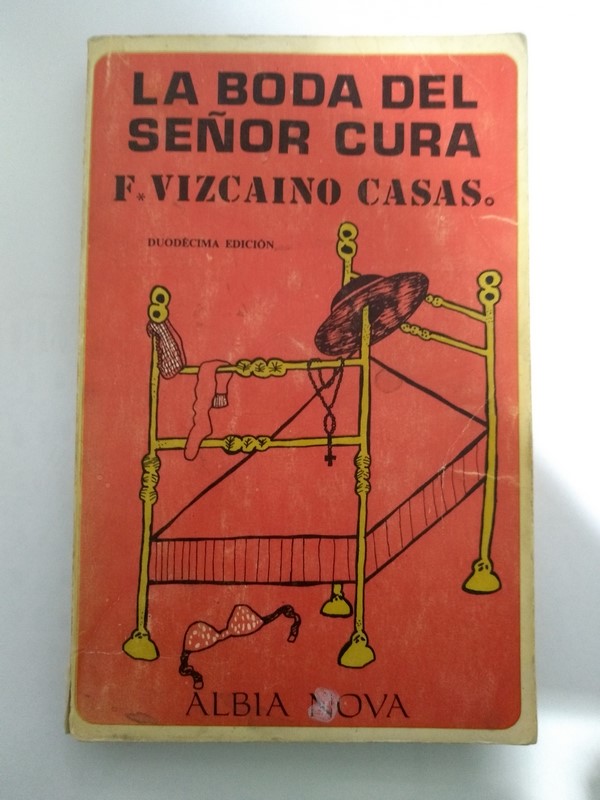 LA BODA DEL
SEÑOR CURA
F. VIZCAINO CASAS.
DUODÉCIMA EDICIÓN
ALBIA NOVA